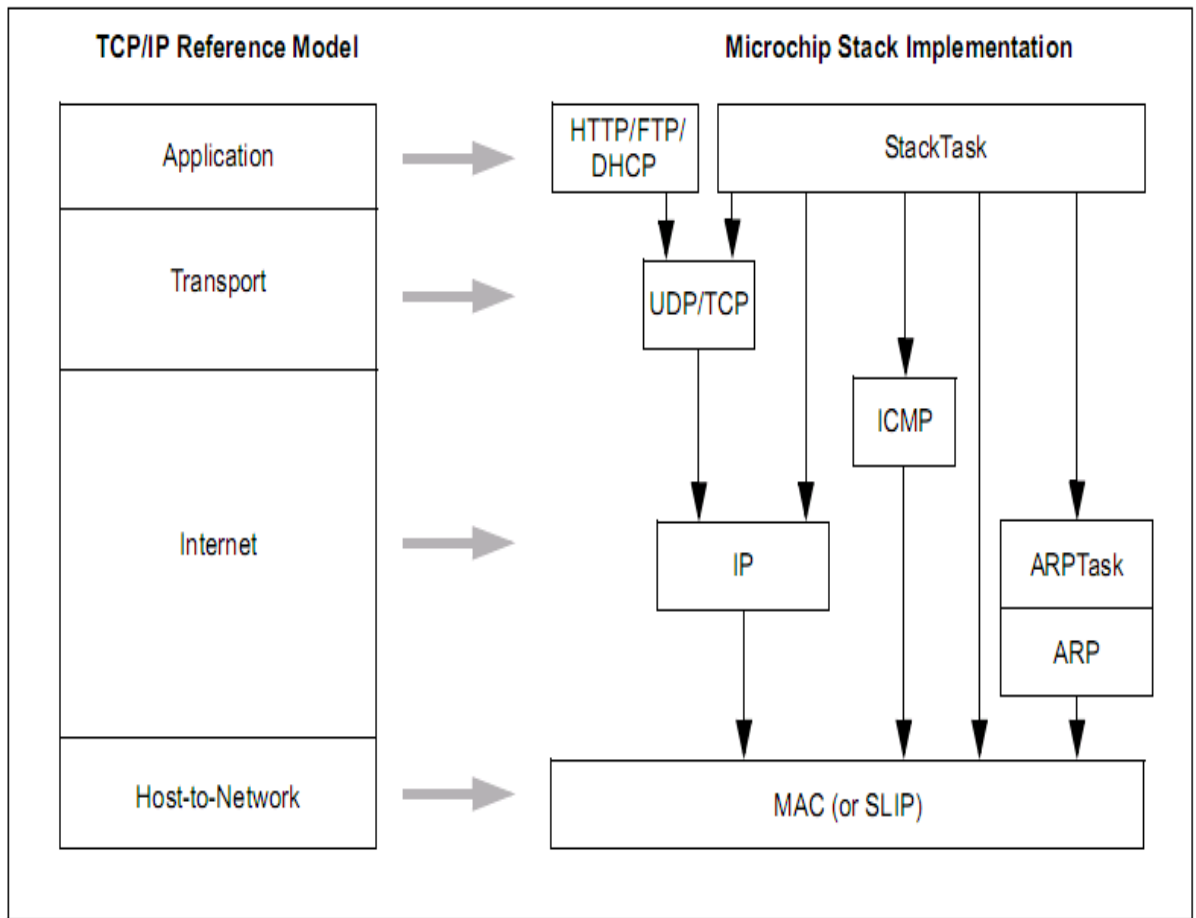 TCP/IP Reference Model
Microchip Stack Implementation
Application
HTTP/FTP/
DHCP
StackTask
Transport
UDP/TCP
ICMP
Internet
IP
ARPTask
ARP
Host-to-Network
MAC (or SLIP)